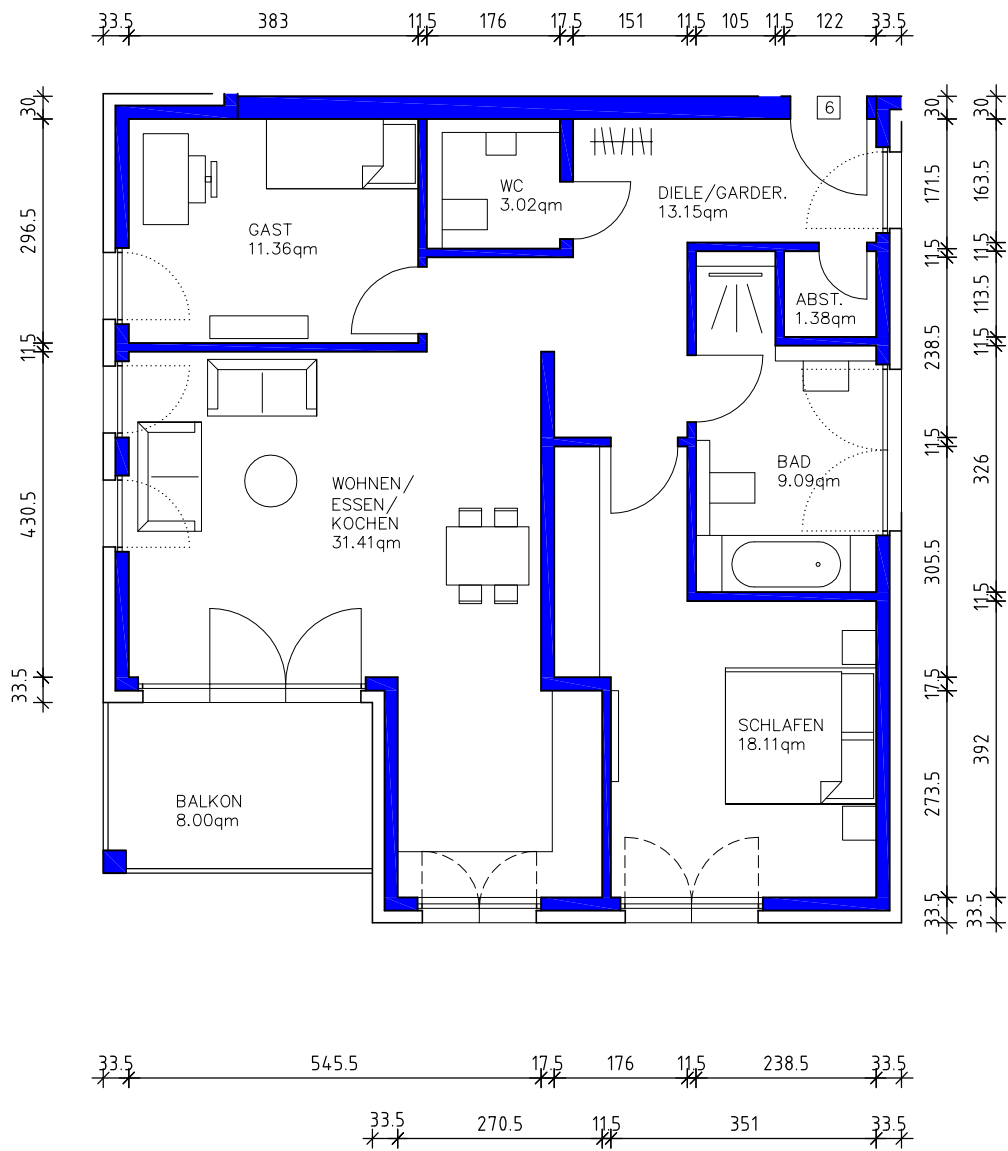 33.5 383 11.5 176 17.5 151 11.5 105 11.5 122 33.5
30
296.5
11.5
430.5
33.5
6
WC
3.02qm
DIELE/GARDER.
13.15qm
GAST
11.36qm
ABST.
1.38qm
BAD
9.09qm
WOHNEN/
ESSEN/
KOCHEN
31.41qm
SCHLAFEN
18.11qm
BALKON
8.00qm
30
171.5
11.5
238.5
11.5
305.5
17.5
273.5
33.5
30
163.5
11.5
113.5
11.5
326
11.5
392
33.5
33.5 545.5 17.5 176 11.5 238.5 33.5
33.5 270.5 11.5 351 33.5